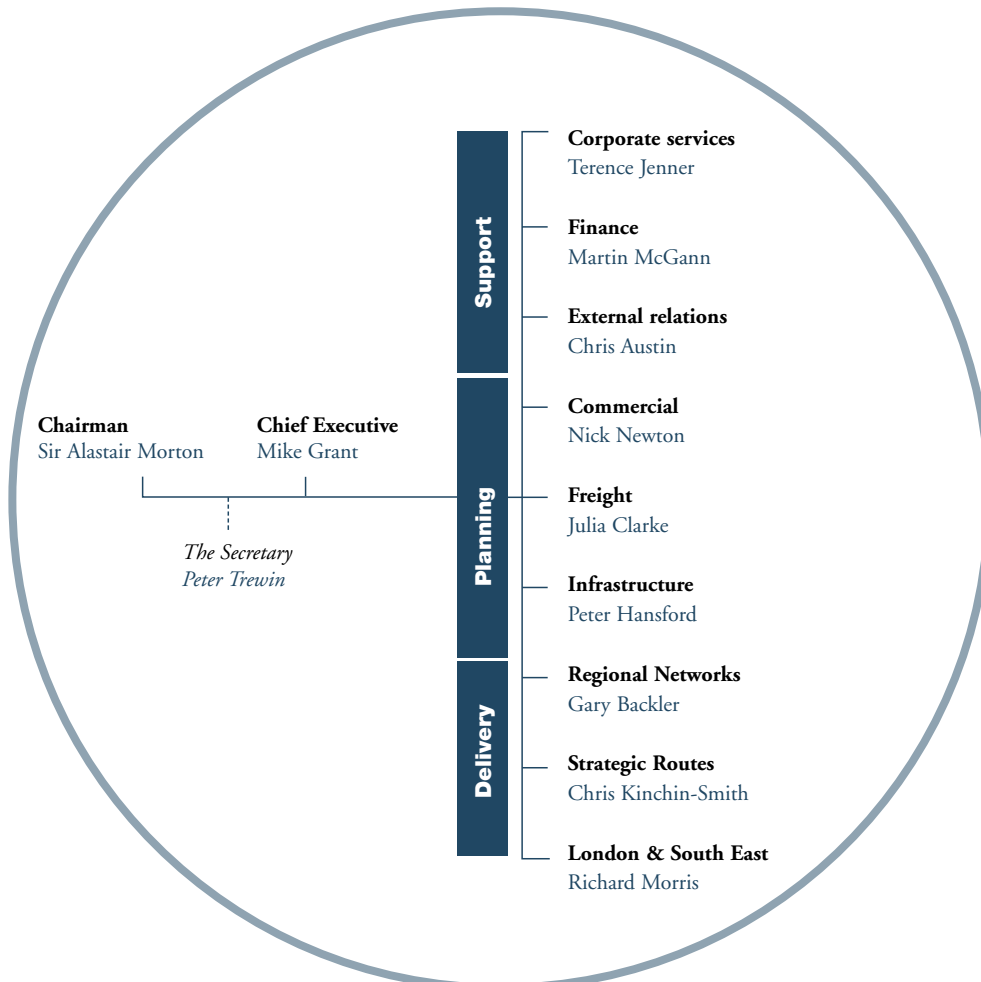 Chairman
Sir Alastair Morton
Chief Executive
Mike Grant
The Secretary
Peter Trewin
Support
Planning
Delivery
Corporate services
Terence Jenner
Finance
Martin McGann
External relations
Chris Austin
Commercial
Nick Newton
Freight
Julia Clarke
Infrastructure
Peter Hansford
Regional Networks
Gary Backler
Strategic Routes
Chris Kinchin-Smith
London & South East
Richard Morris